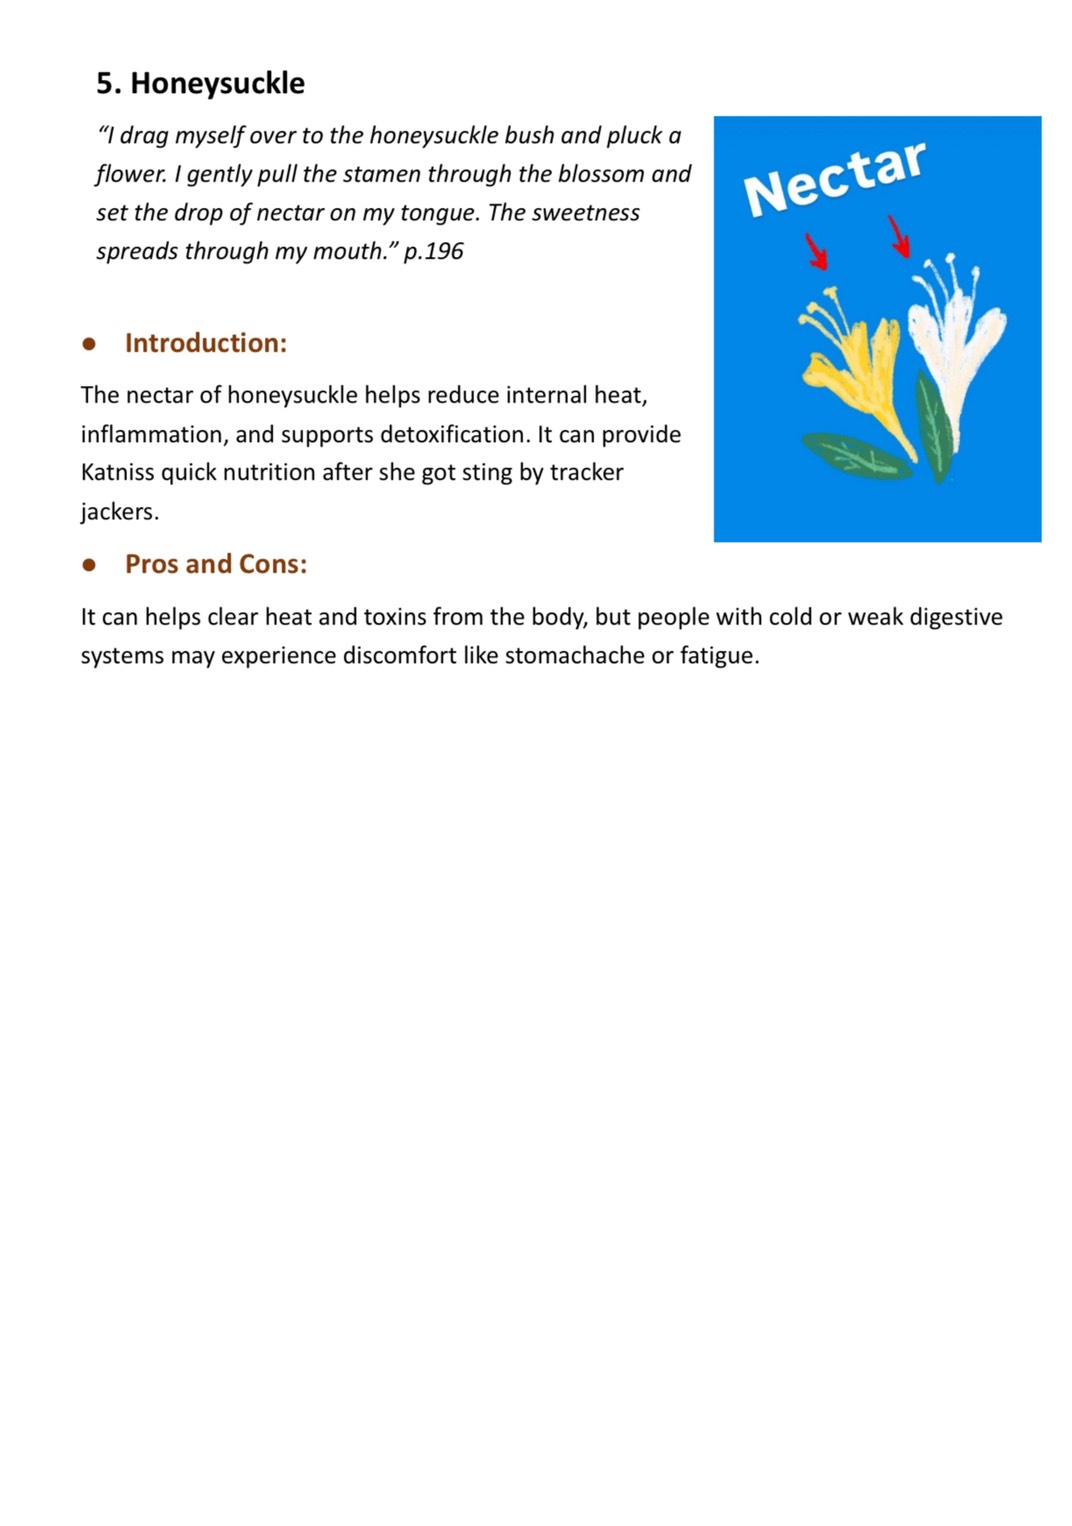 5. Honeysuckle
“I drag myself over to the honeysuckle bush and pluck a
flower. I gently pull the stamen through the blossom and
set the drop of nectar on my tongue. The sweetness
spreads through my mouth.” p.196
Nectar
● Introduction:
The nectar of honeysuckle helps reduce internal heat,
inflammation, and supports detoxification. It can provide
Katniss quick nutrition after she got sting by tracker
jackers.
● Pros and Cons:
It can helps clear heat and toxins from the body, but people with cold or weak digestive
systems may experience discomfort like stomachache or fatigue.